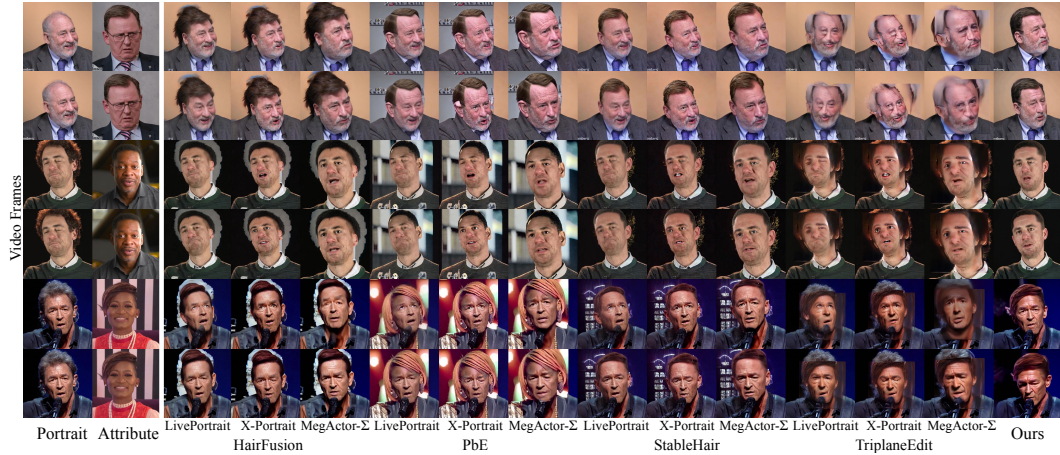 Video Frames
LivePortrait X-Portrait MegActor-Σ LivePortrait X-Portrait MegActor-Σ LivePortrait X-Portrait MegActor-Σ LivePortrait X-Portrait MegActor-Σ
Portrait Attribute HairFusion PbE StableHair TriplaneEdit Ours